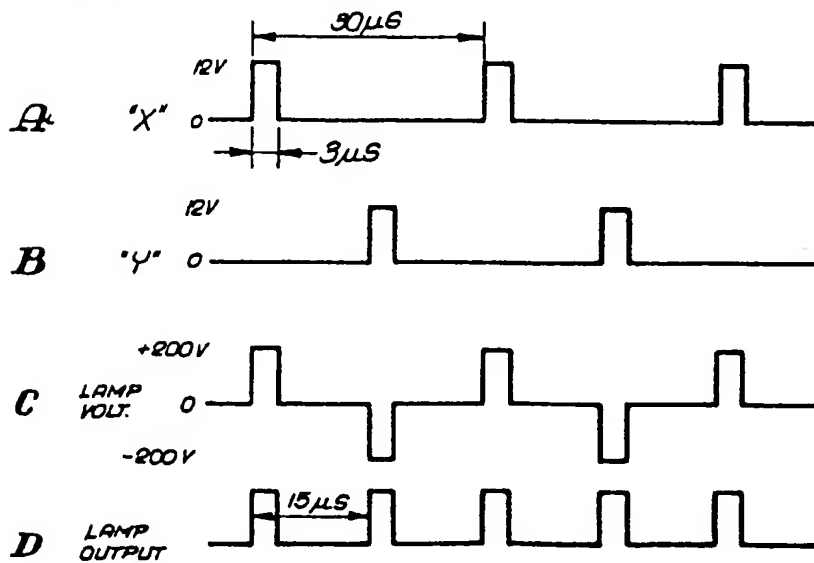 30µS
12V
A "X" 0
3µS
12V
B "Y" 0
+200V
C LAMP VOLT. 0
-200V
15µS
D LAMP OUTPUT